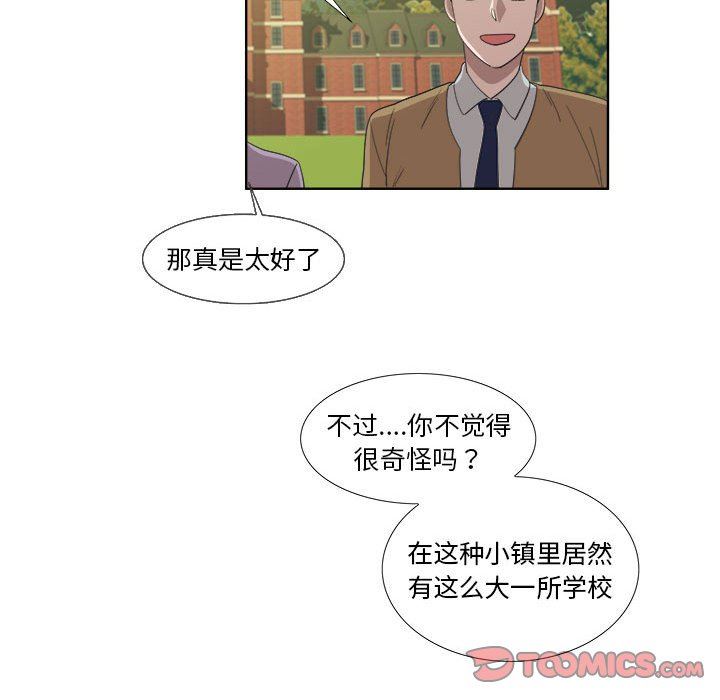 那真是太好了
不过....你不觉得
很奇怪吗？
在这种小镇里居然
有这么大一所学校
DTCOMICS.COM